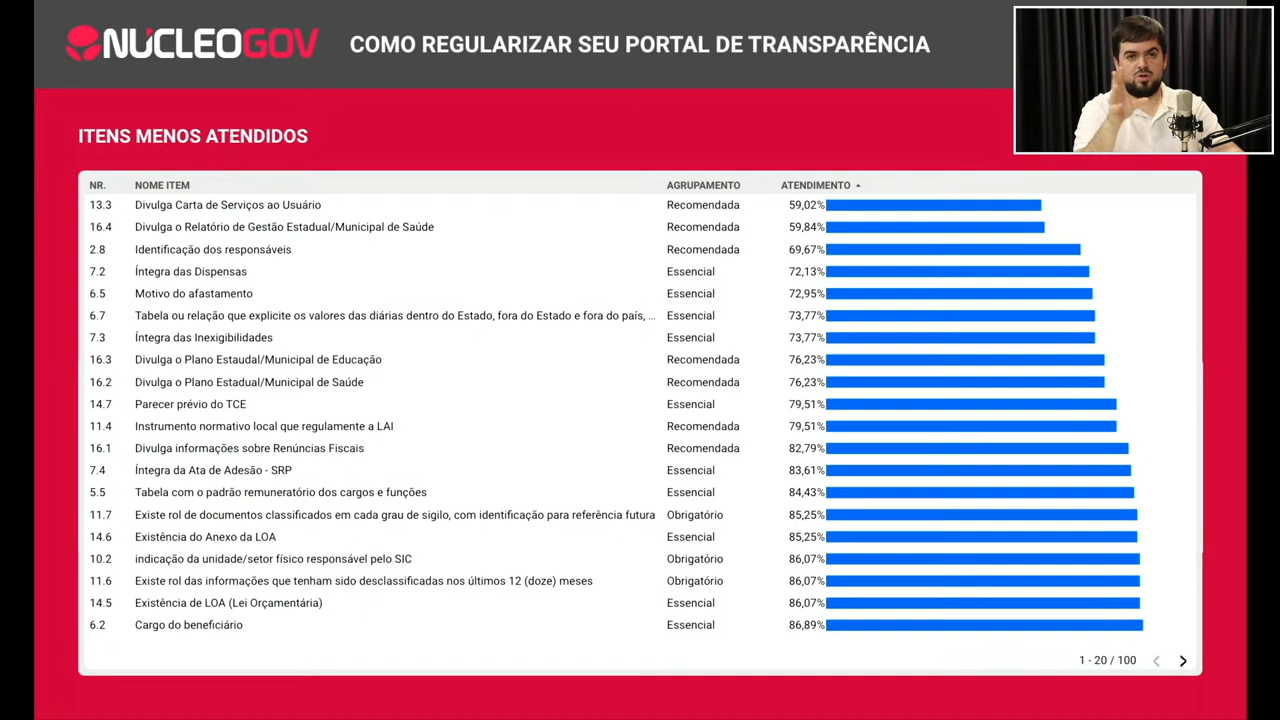 NÚCLEOGOV
COMO REGULARIZAR SEU PORTAL DE TRANSPARÊNCIA
ITENS MENOS ATENDIDOS
NR. NOME ITEM AGRUPAMENTO ATENDIMENTO
13.3 Divulga Carta de Serviços ao Usuário Recomendada 59,02%
16.4 Divulga o Relatório de Gestão Estadual/Municipal de Saúde Recomendada 59,84%
2.8 Identificação dos responsáveis Recomendada 69,67%
7.2 Íntegra das Dispensas Essencial 72,13%
6.5 Motivo do afastamento Essencial 72,95%
6.7 Tabela ou relação que explicite os valores das diárias dentro do Estado, fora do Estado e fora do país, ... Essencial 73,77%
7.3 Íntegra das Inexigibilidades Essencial 73,77%
16.3 Divulga o Plano Estaudal/Municipal de Educação Recomendada 76,23%
16.2 Divulga o Plano Estadual/Municipal de Saúde Recomendada 76,23%
14.7 Parecer prévio do TCE Essencial 79,51%
11.4 Instrumento normativo local que regulamente a LAI Recomendada 79,51%
16.1 Divulga informações sobre Renúncias Fiscais Recomendada 82,79%
7.4 Íntegra da Ata de Adesão - SRP Essencial 83,61%
5.5 Tabela com o padrão remuneratório dos cargos e funções Essencial 84,43%
11.7 Existe rol de documentos classificados em cada grau de sigilo, com identificação para referência futura Obrigatório 85,25%
14.6 Existência do Anexo da LOA Essencial 85,25%
10.2 indicação da unidade/setor físico responsável pelo SIC Obrigatório 86,07%
11.6 Existe rol das informações que tenham sido desclassificadas nos últimos 12 (doze) meses Obrigatório 86,07%
14.5 Existência de LOA (Lei Orçamentária) Essencial 86,07%
6.2 Cargo do beneficiário Essencial 86,89%
1 - 20 / 100